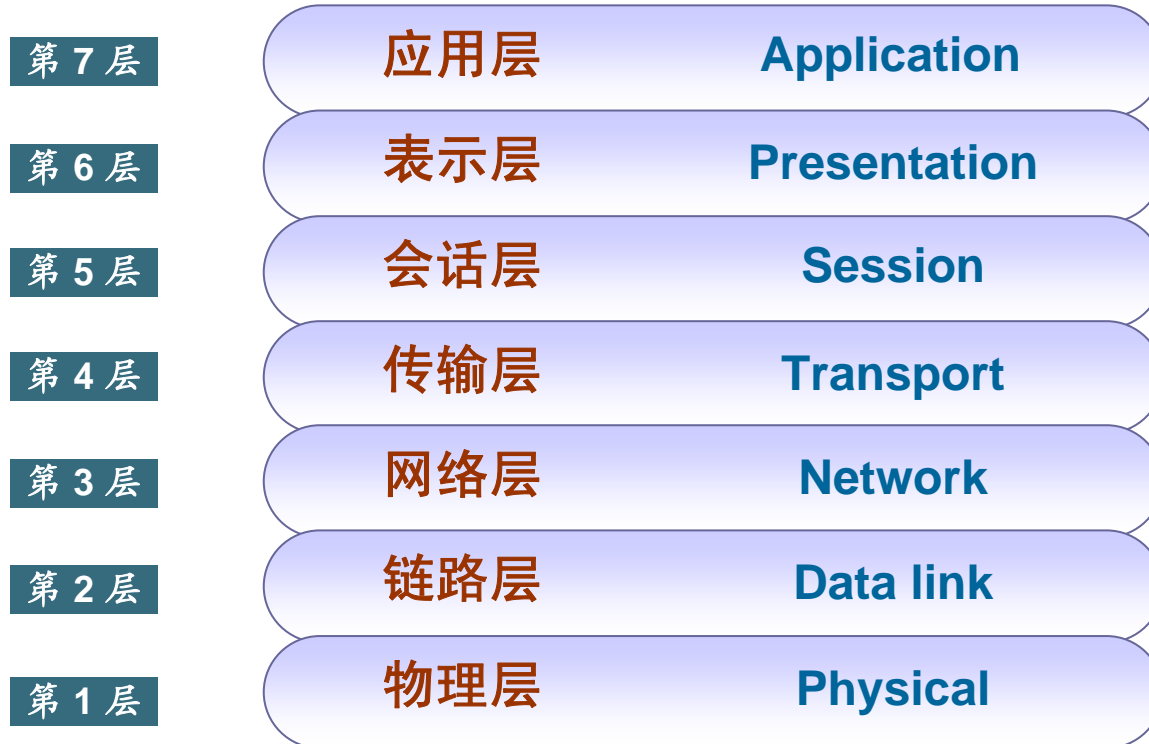 第 7 层 应用层 Application
第 6 层 表示层 Presentation
第 5 层 会话层 Session
第 4 层 传输层 Transport
第 3 层 网络层 Network
第 2 层 链路层 Data link
第 1 层 物理层 Physical